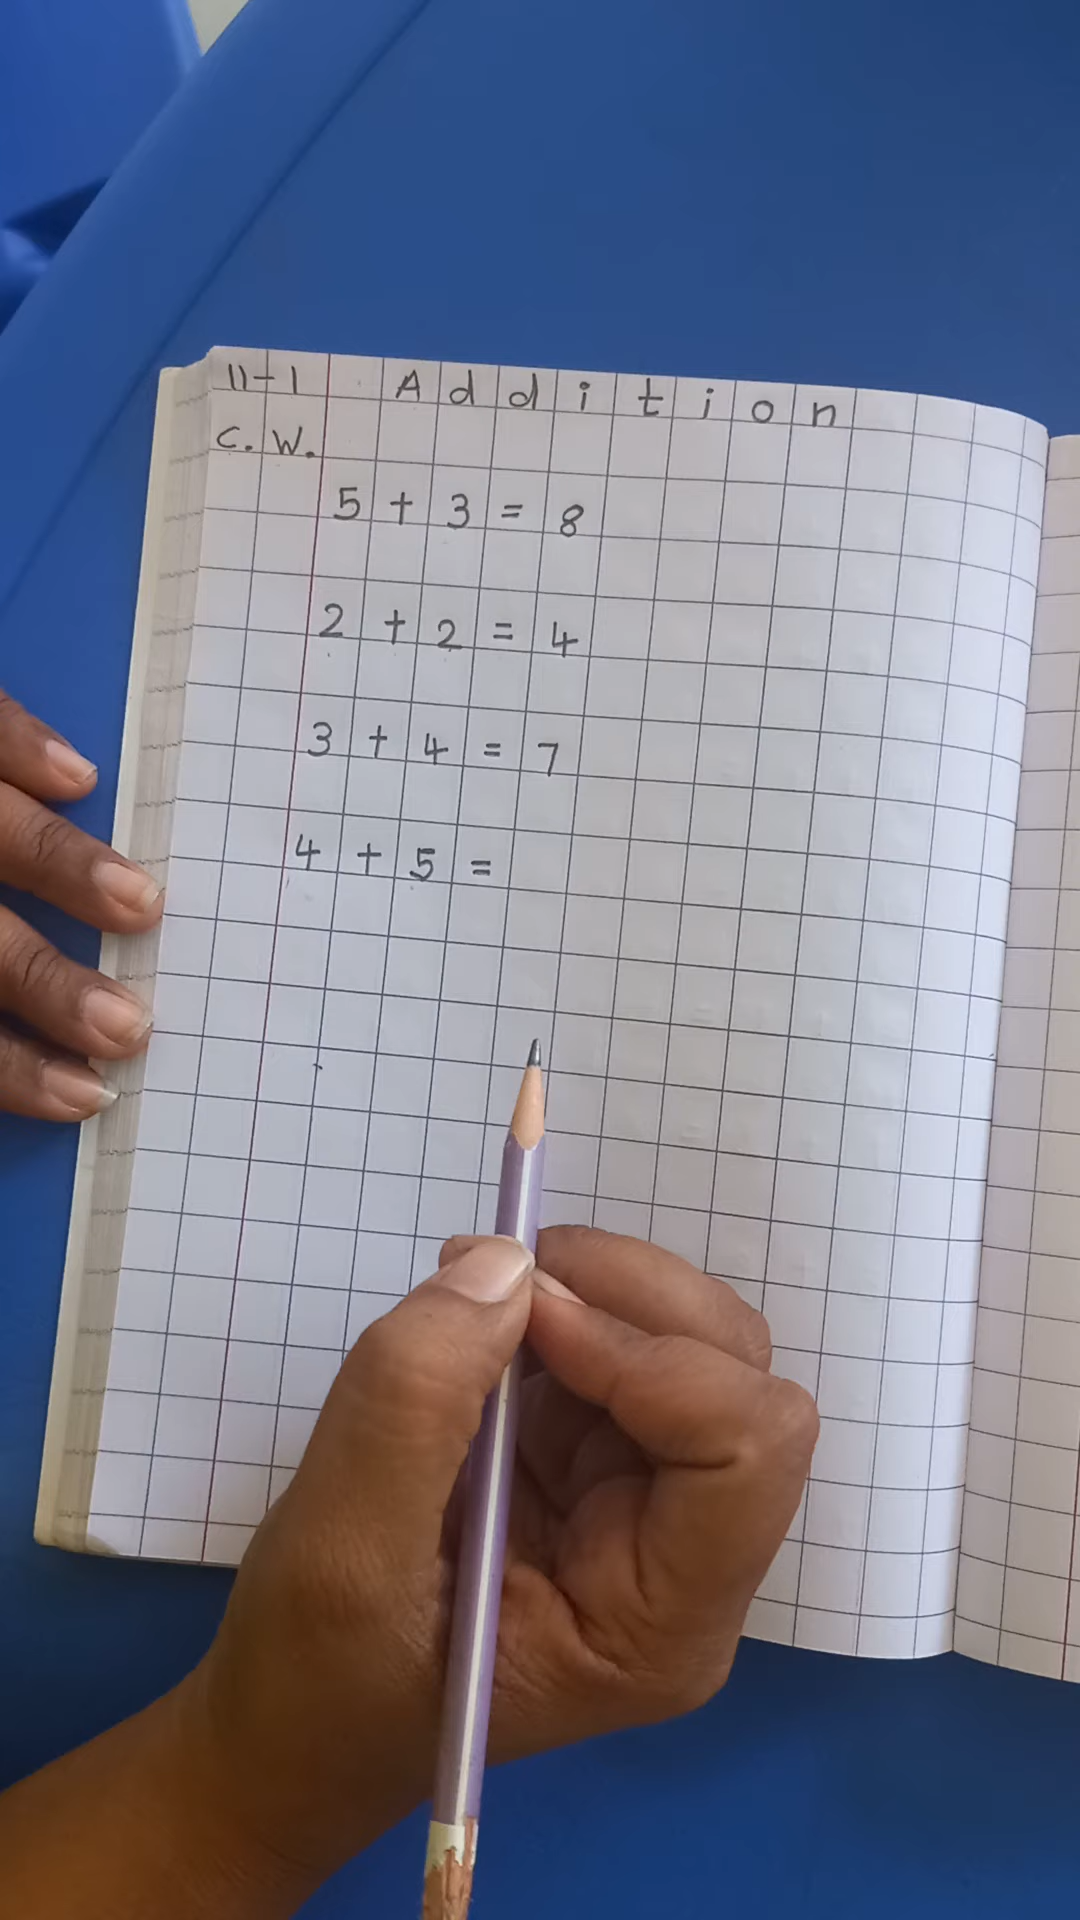 11-1 Addition
C.W.
5 + 3 = 8
2 + 2 = 4
3 + 4 = 7
4 + 5 =